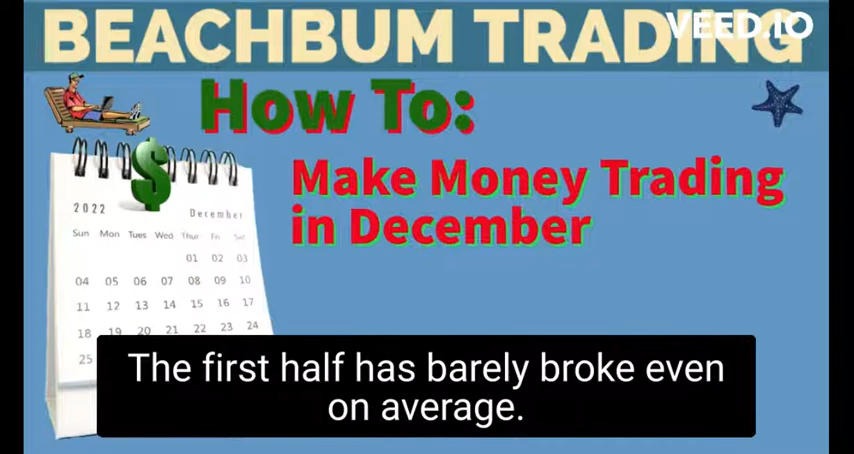 BEACHBUM TRADING
VEED.IO
How To:
Make Money Trading
in December
$
2022
December
Sun Mon Tues Wed Thur Fri Sat
01 02 03
04 05 06 07 08 09 10
11 12 13 14 15 16 17
18 19 20 21 22 23 24
25
The first half has barely broke even
on average.